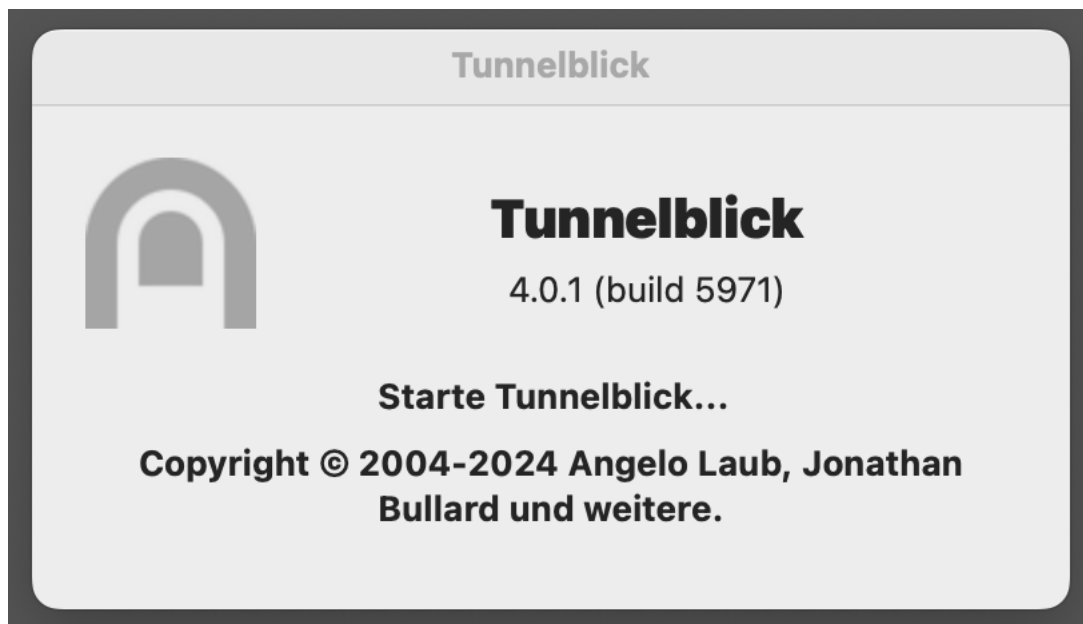 Tunnelblick
Tunnelblick
4.0.1 (build 5971)
Starte Tunnelblick...
Copyright © 2004-2024 Angelo Laub, Jonathan
Bullard und weitere.